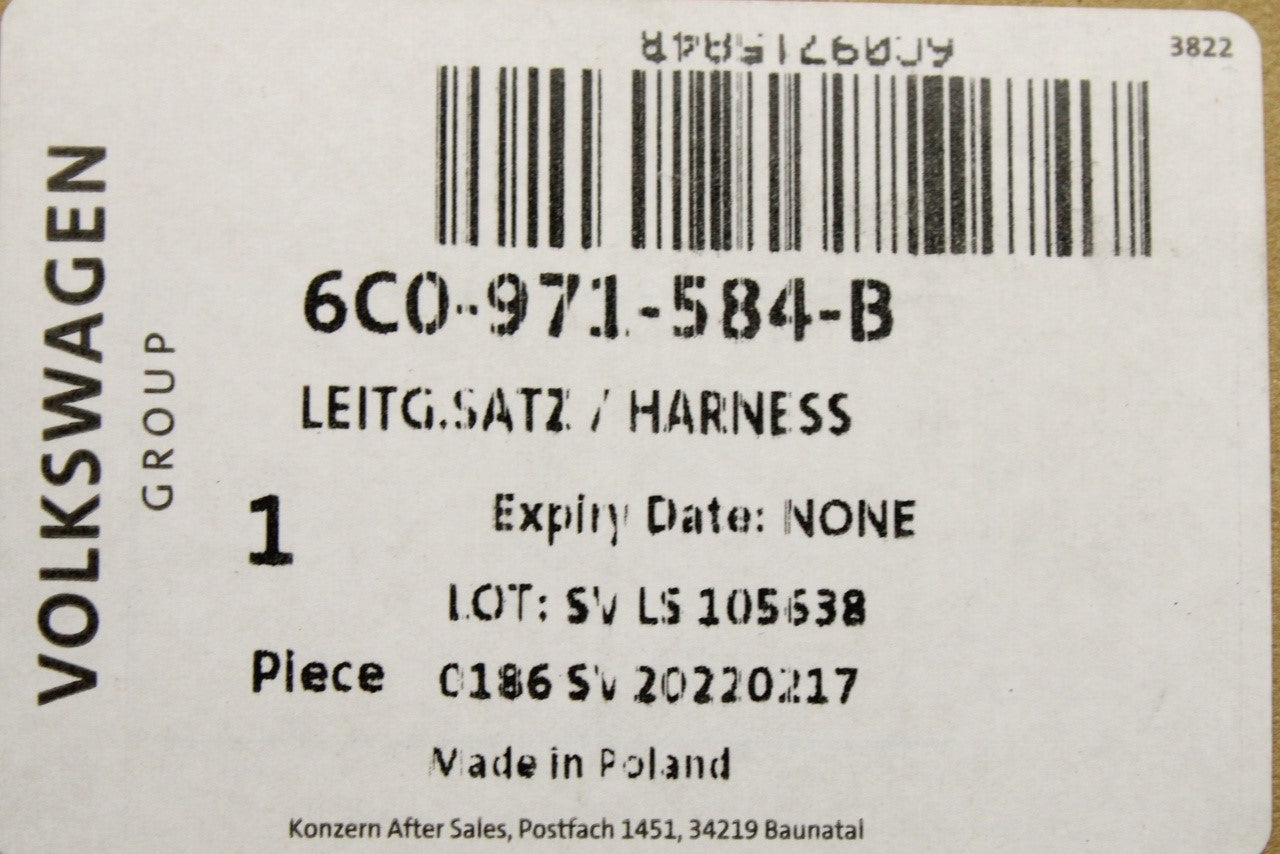 3822
6C0971584B
6C0-971-584-B
LEITG.SATZ / HARNESS
1
Expiry Date: NONE
LOT: SV LS 105638
Piece
0186 SV 20220217
Made in Poland
Konzern After Sales, Postfach 1451, 34219 Baunatal
VOLKSWAGEN
GROUP